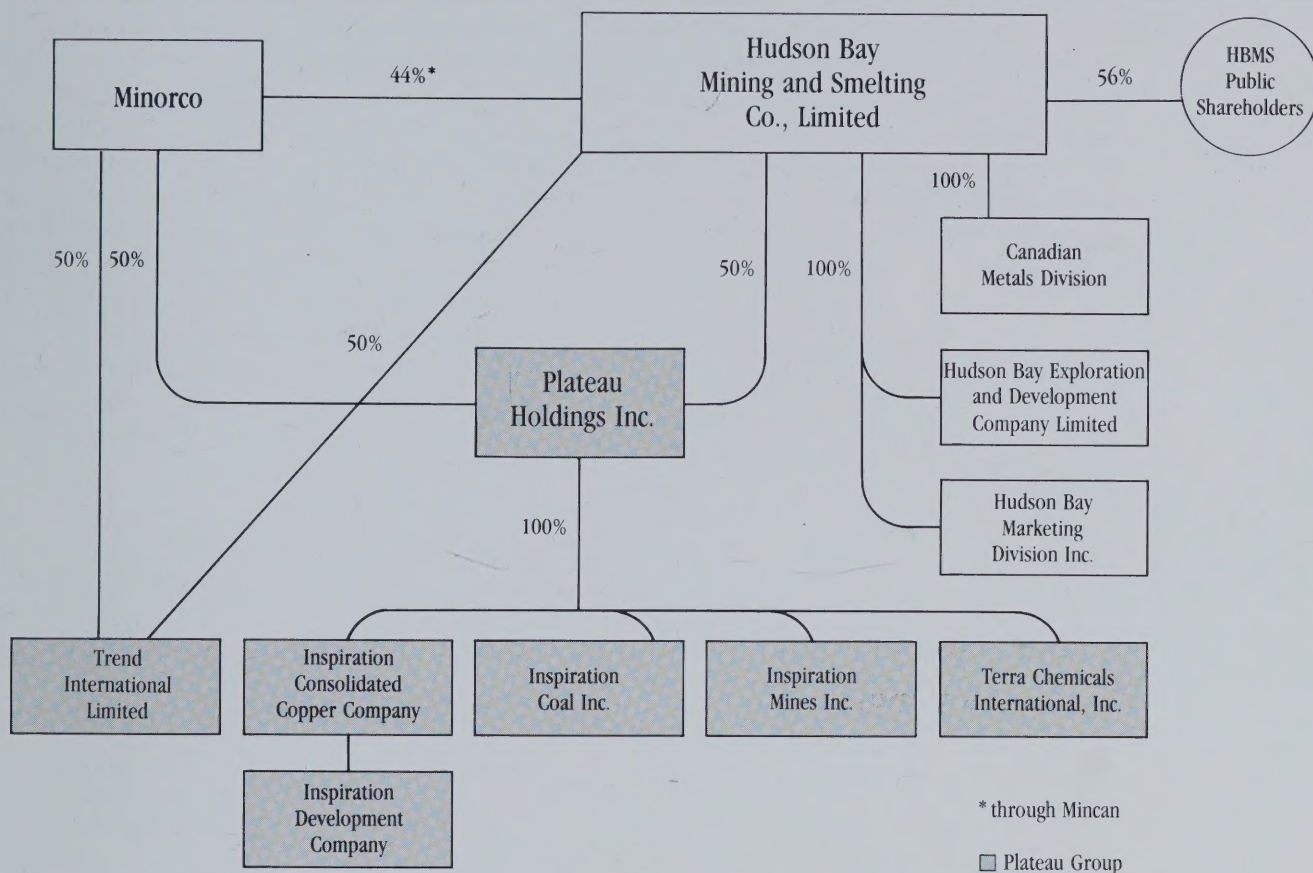 Minorco
44%*
Hudson Bay
Mining and Smelting
Co., Limited
56%
HBMS
Public
Shareholders
100%
Canadian
Metals Division
50%
50%
50%
50%
100%
Plateau
Holdings Inc.
Hudson Bay Exploration
and Development
Company Limited
Hudson Bay
Marketing
Division Inc.
100%
Trend
International
Limited
Inspiration
Consolidated
Copper Company
Inspiration
Coal Inc.
Inspiration
Mines Inc.
Terra Chemicals
International, Inc.
Inspiration
Development
Company
* through Mincan
Plateau Group